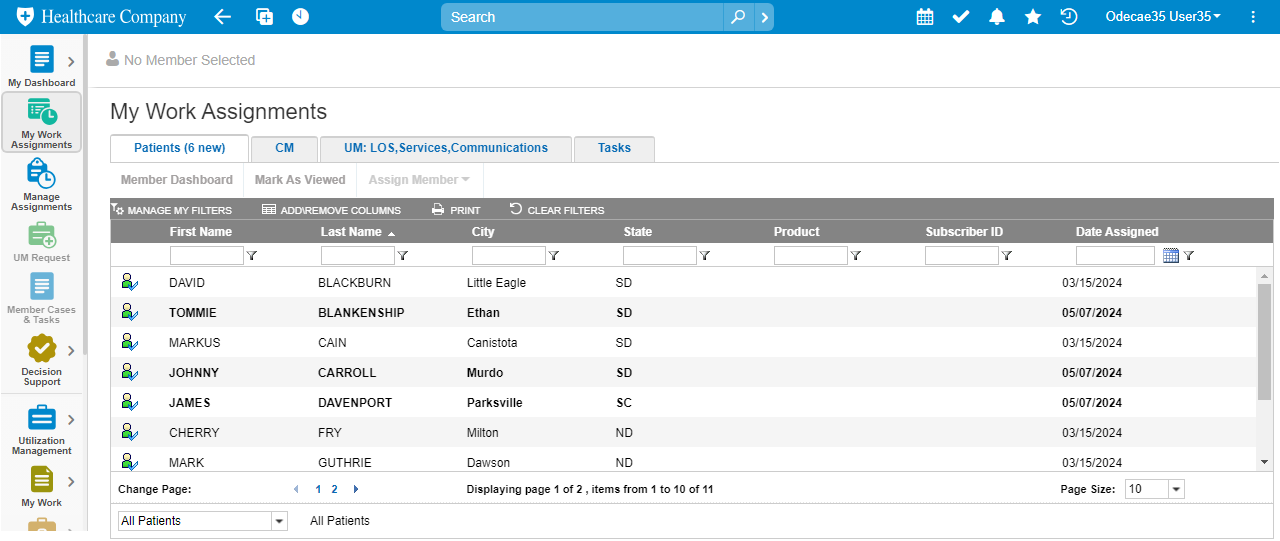 Healthcare Company
Search
Odecae35 User35
No Member Selected
My Dashboard
My Work
Assignments
Manage
Assignments
UM Request
Member Cases
& Tasks
Decision
Support
Utilization
Management
My Work
My Work Assignments
Patients (6 new) CM UM: LOS,Services,Communications Tasks
Member Dashboard Mark As Viewed Assign Member
MANAGE MY FILTERS ADD\REMOVE COLUMNS PRINT CLEAR FILTERS
First Name Last Name City State Product Subscriber ID Date Assigned
DAVID BLACKBURN Little Eagle SD 03/15/2024
TOMMIE BLANKENSHIP Ethan SD 05/07/2024
MARKUS CAIN Canistota SD 03/15/2024
JOHNNY CARROLL Murdo SD 05/07/2024
JAMES DAVENPORT Parksville SC 05/07/2024
CHERRY FRY Milton ND 03/15/2024
MARK GUTHRIE Dawson ND 03/15/2024
Change Page: 1 2 Displaying page 1 of 2 , items from 1 to 10 of 11 Page Size: 10
All Patients All Patients